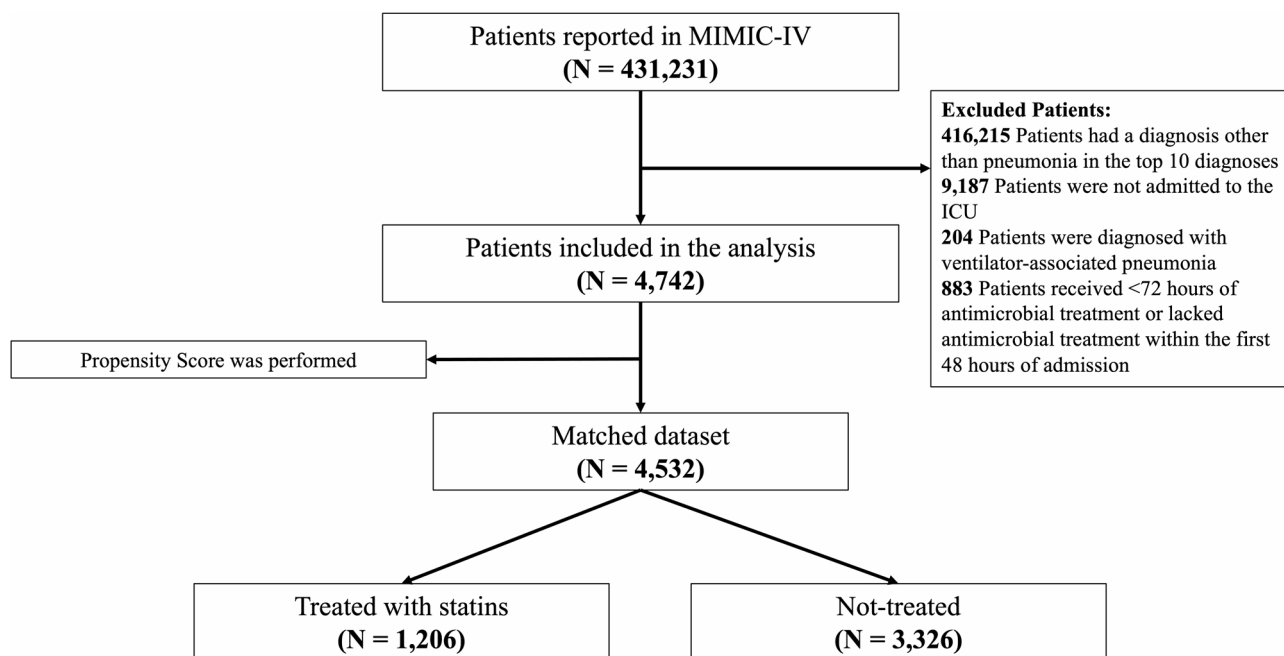 Patients reported in MIMIC-IV
(N = 431,231)
Excluded Patients:
416,215 Patients had a diagnosis other
than pneumonia in the top 10 diagnoses
9,187 Patients were not admitted to the
ICU
204 Patients were diagnosed with
ventilator-associated pneumonia
883 Patients received <72 hours of
antimicrobial treatment or lacked
antimicrobial treatment within the first
48 hours of admission
Patients included in the analysis
(N = 4,742)
Propensity Score was performed
Matched dataset
(N = 4,532)
Treated with statins
(N = 1,206)
Not-treated
(N = 3,326)